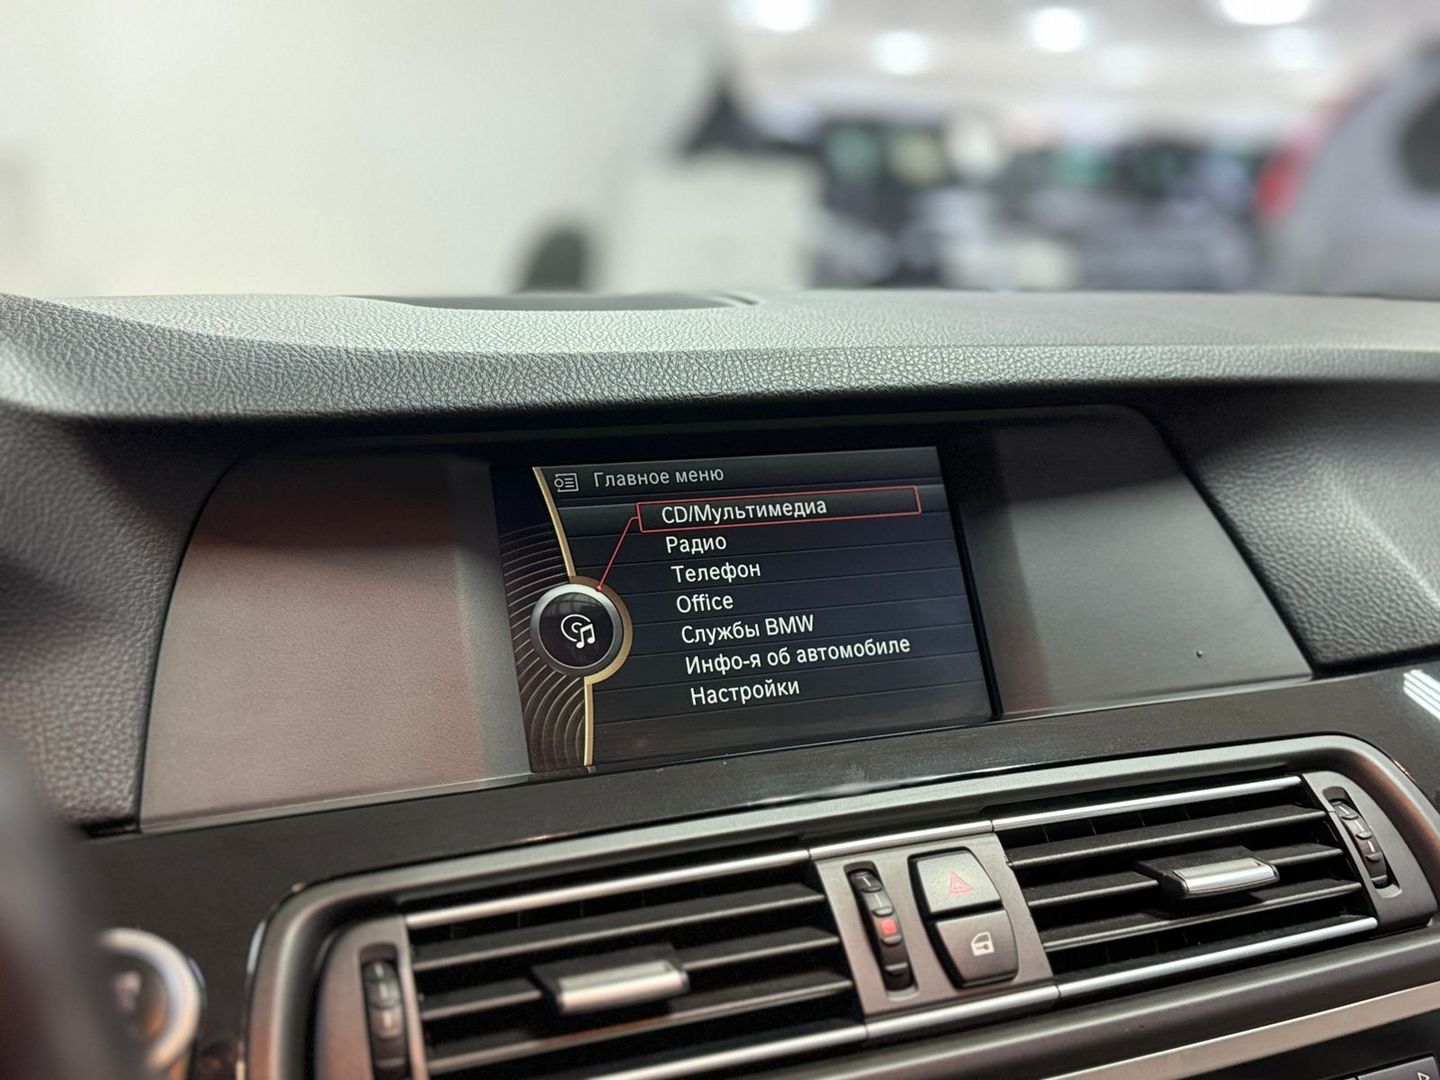 Главное меню
CD/Мультимедиа
Радио
Телефон
Office
Службы BMW
Инфо-я об автомобиле
Настройки